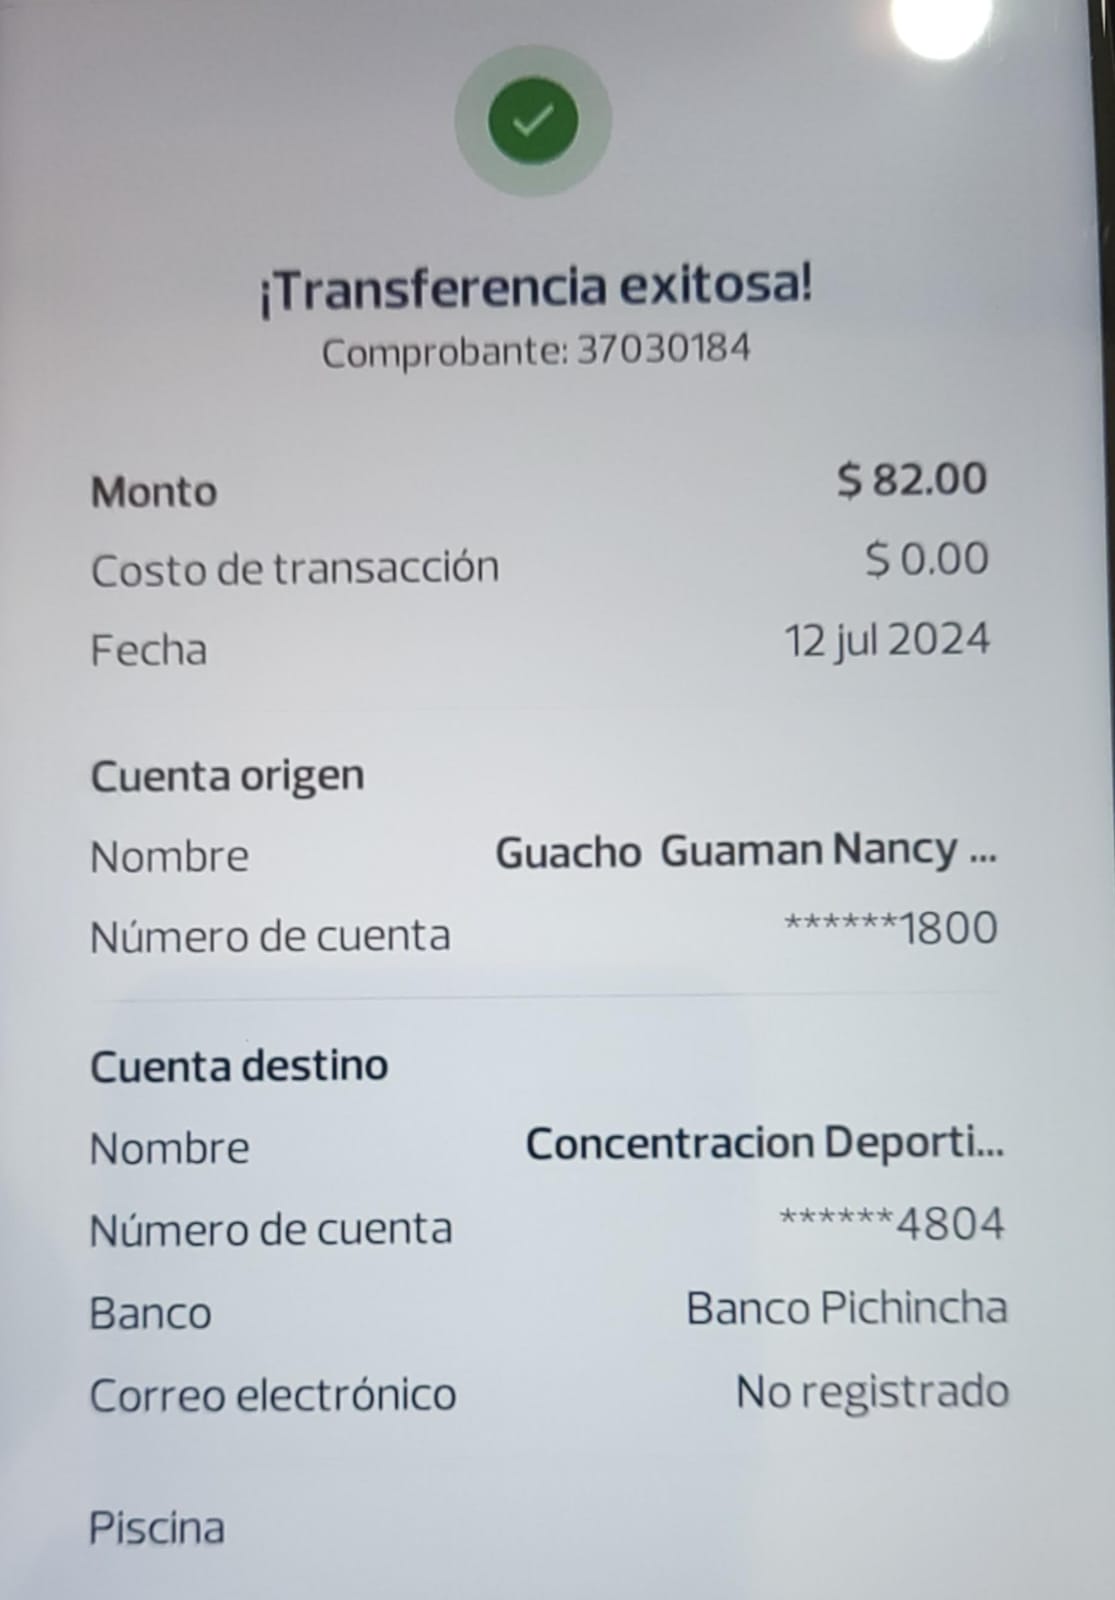 ¡Transferencia exitosa!
Comprobante: 37030184
Monto $ 82.00
Costo de transacción $ 0.00
Fecha 12 jul 2024
Cuenta origen
Nombre Guacho Guaman Nancy ...
Número de cuenta ******1800
Cuenta destino
Nombre Concentracion Deporti...
Número de cuenta ******4804
Banco Banco Pichincha
Correo electrónico No registrado
Piscina